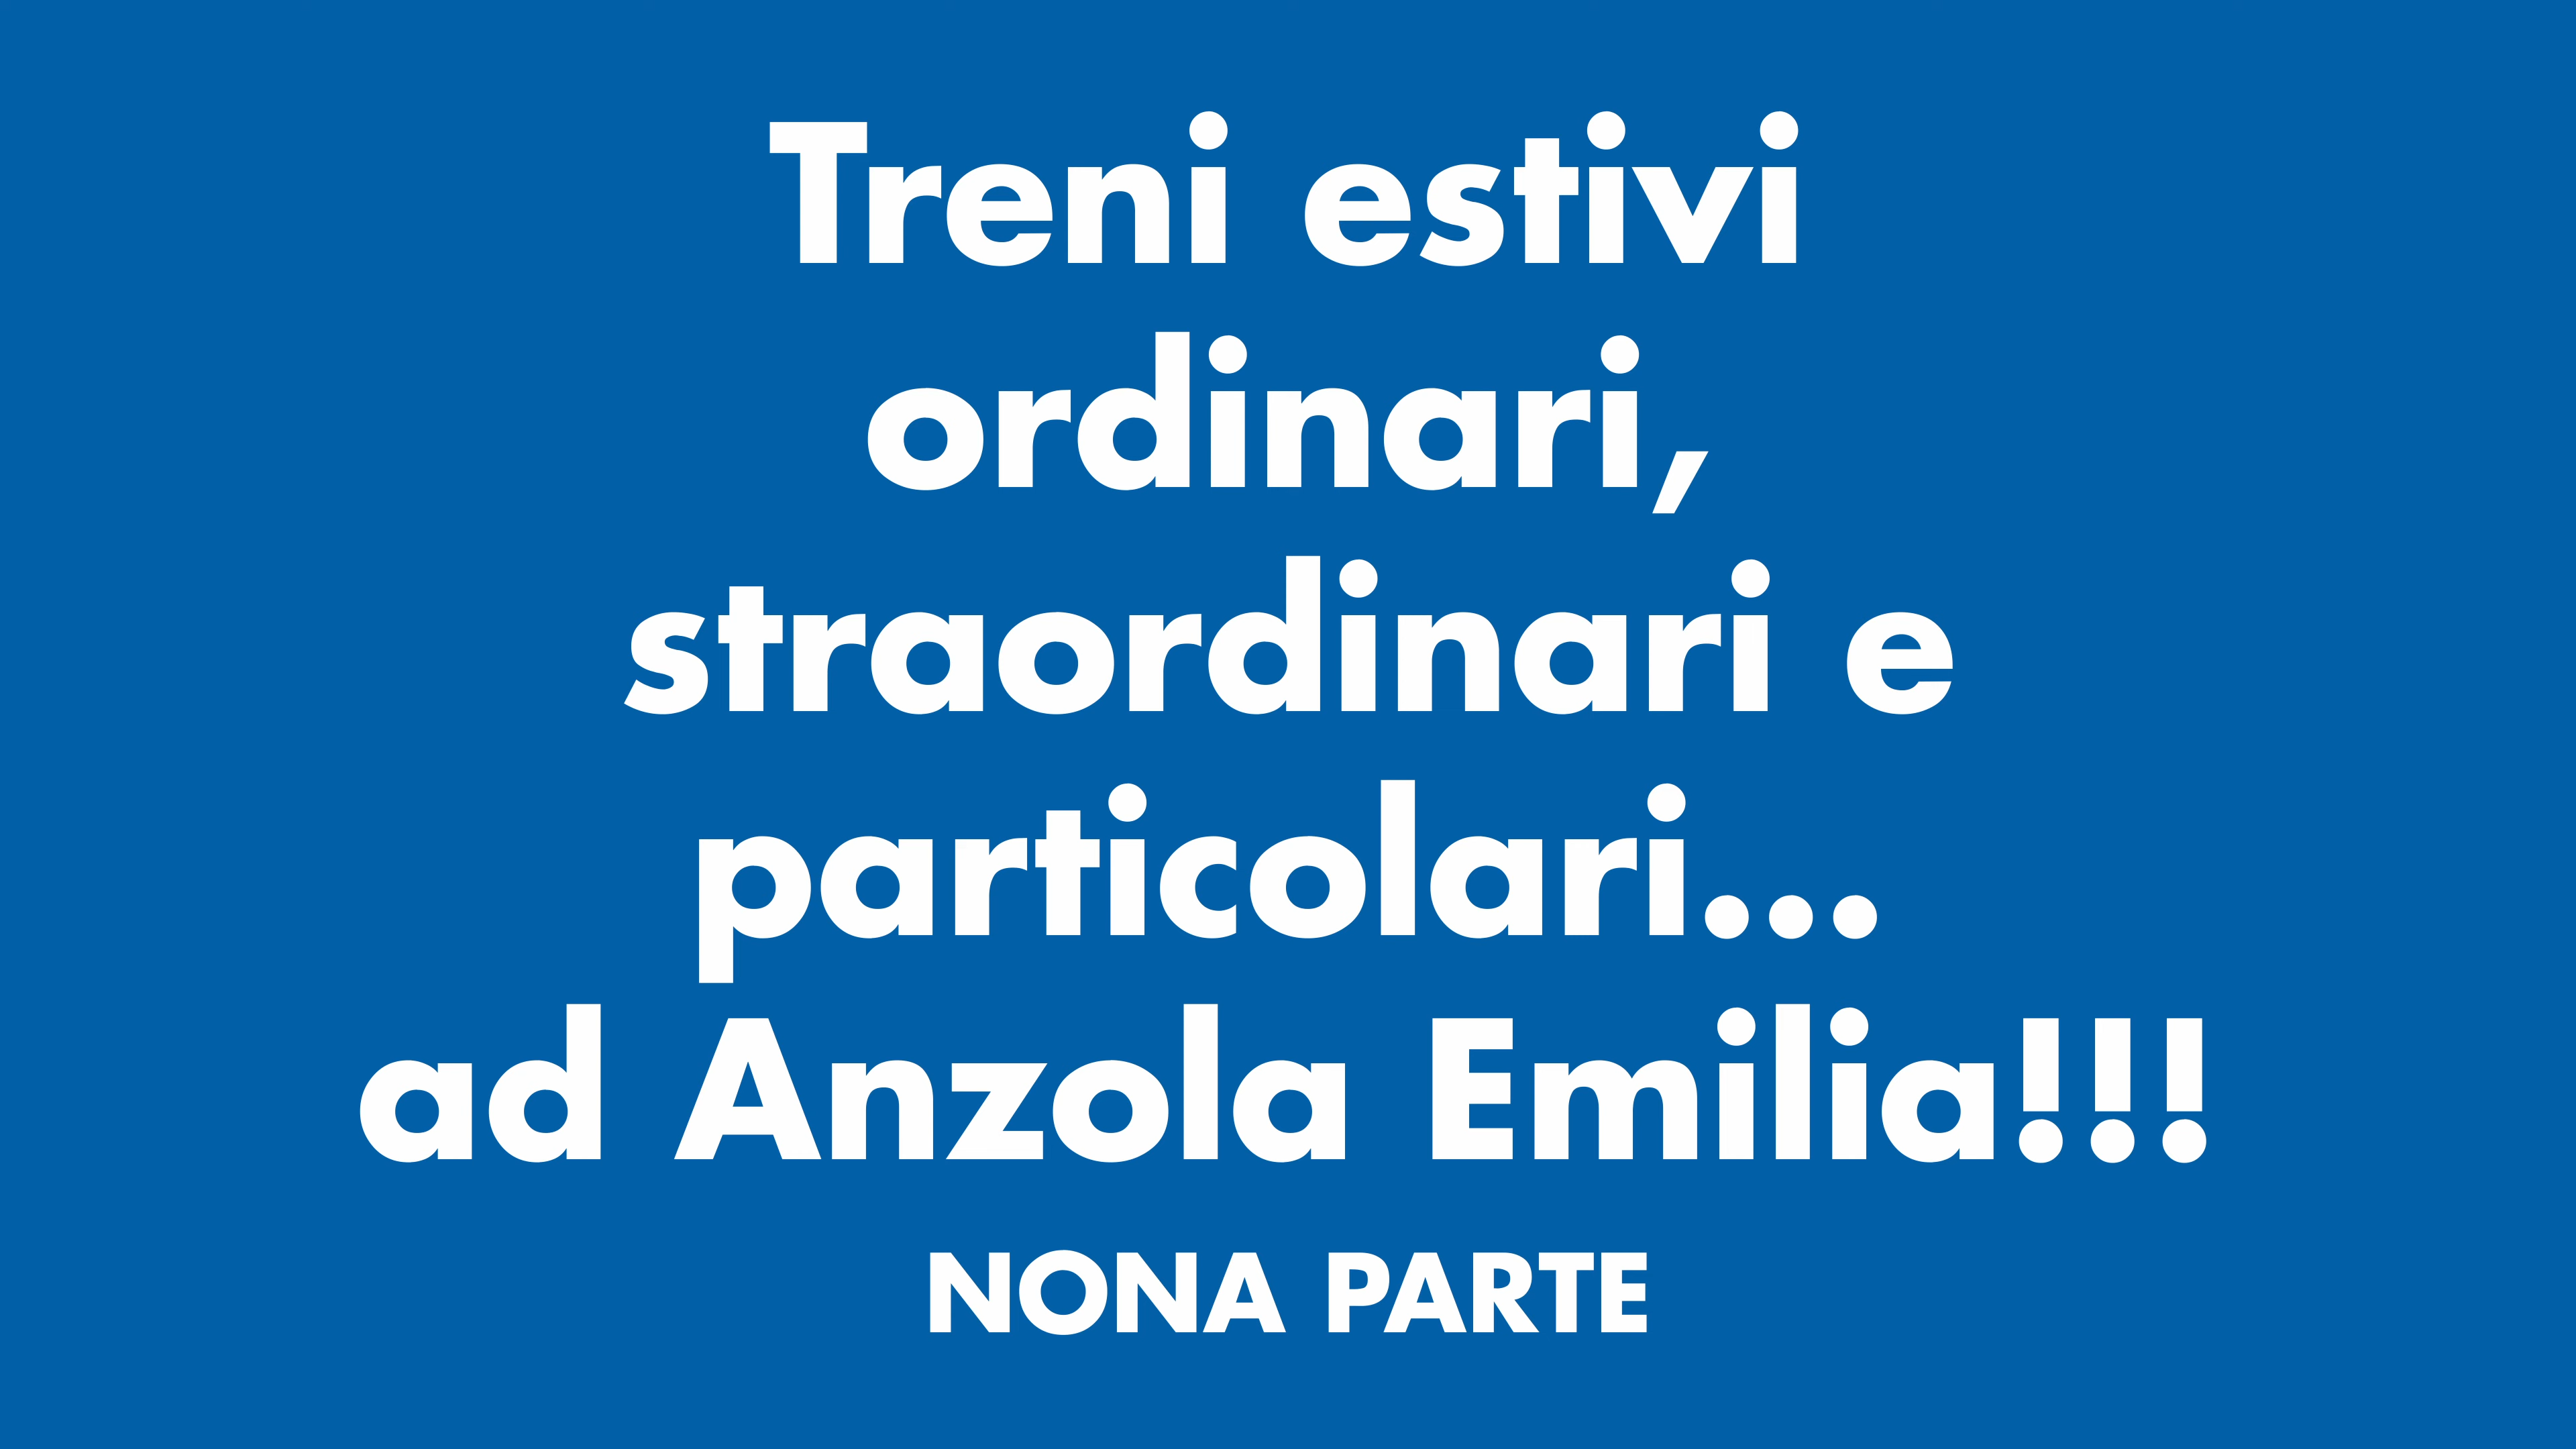 Treni estivi
ordinari,
straordinari e
particolari...
ad Anzola Emilia!!!
NONA PARTE